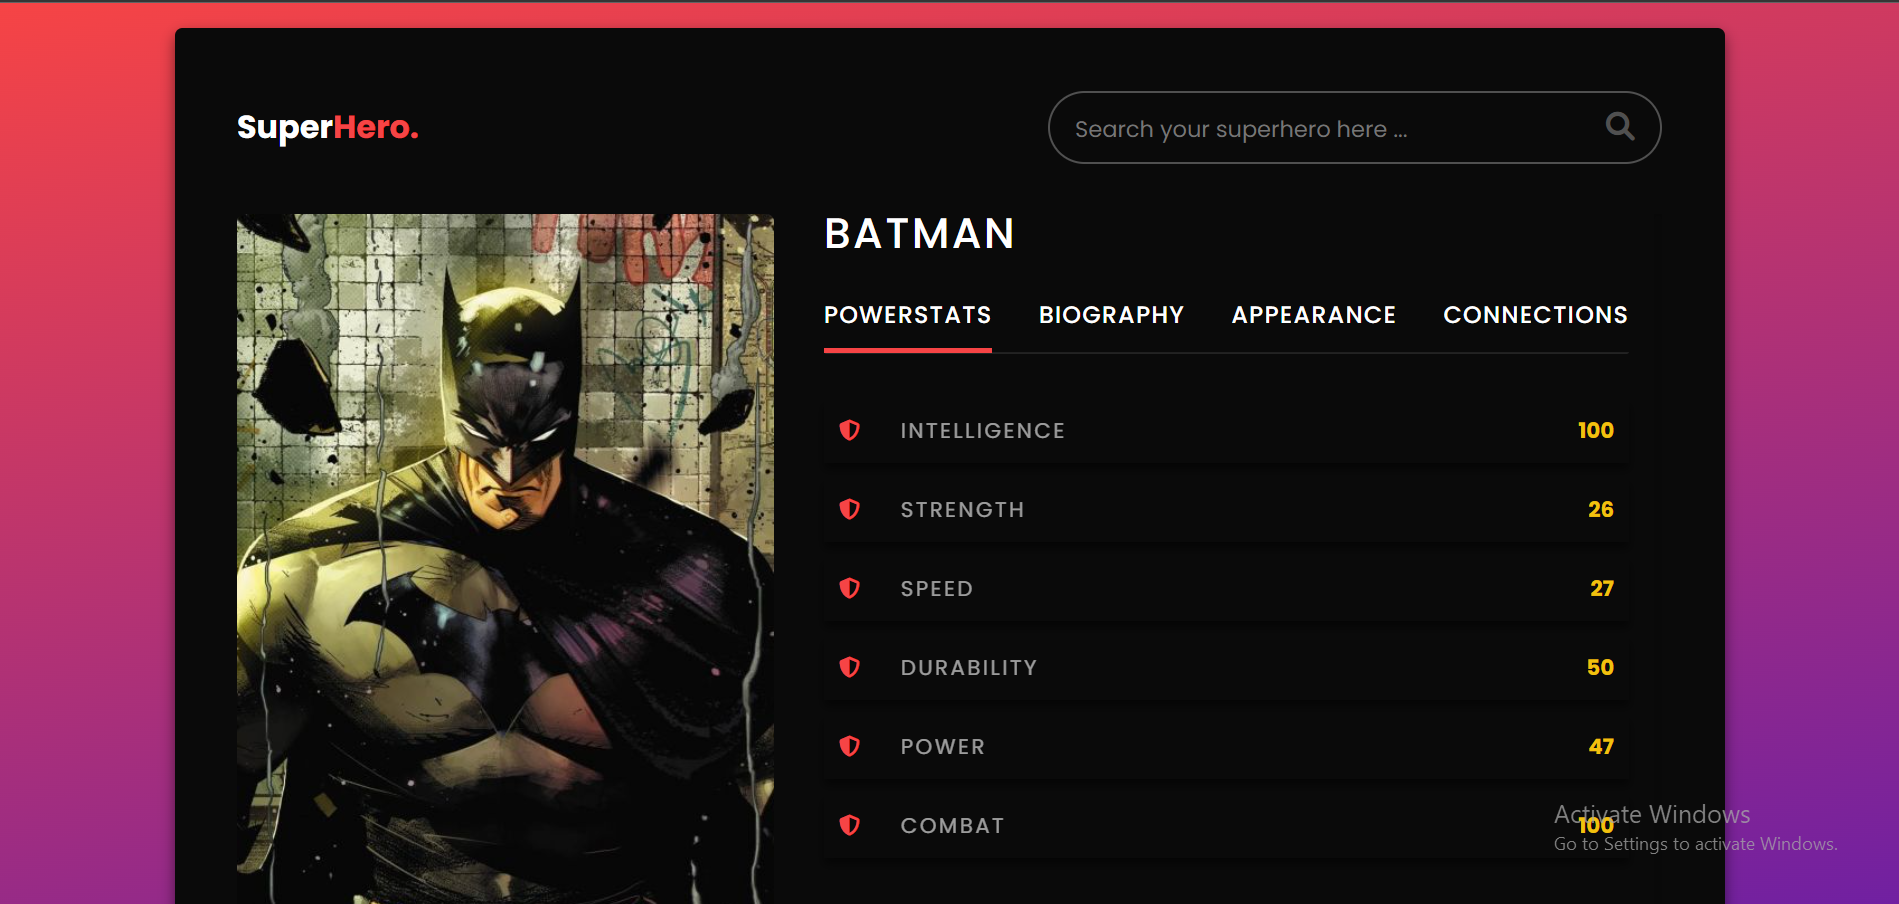 SuperHero.
Search your superhero here ...
BATMAN
POWERSTATS BIOGRAPHY APPEARANCE CONNECTIONS
INTELLIGENCE 100
STRENGTH 26
SPEED 27
DURABILITY 50
POWER 47
COMBAT 100
Activate Windows
Go to Settings to activate Windows.